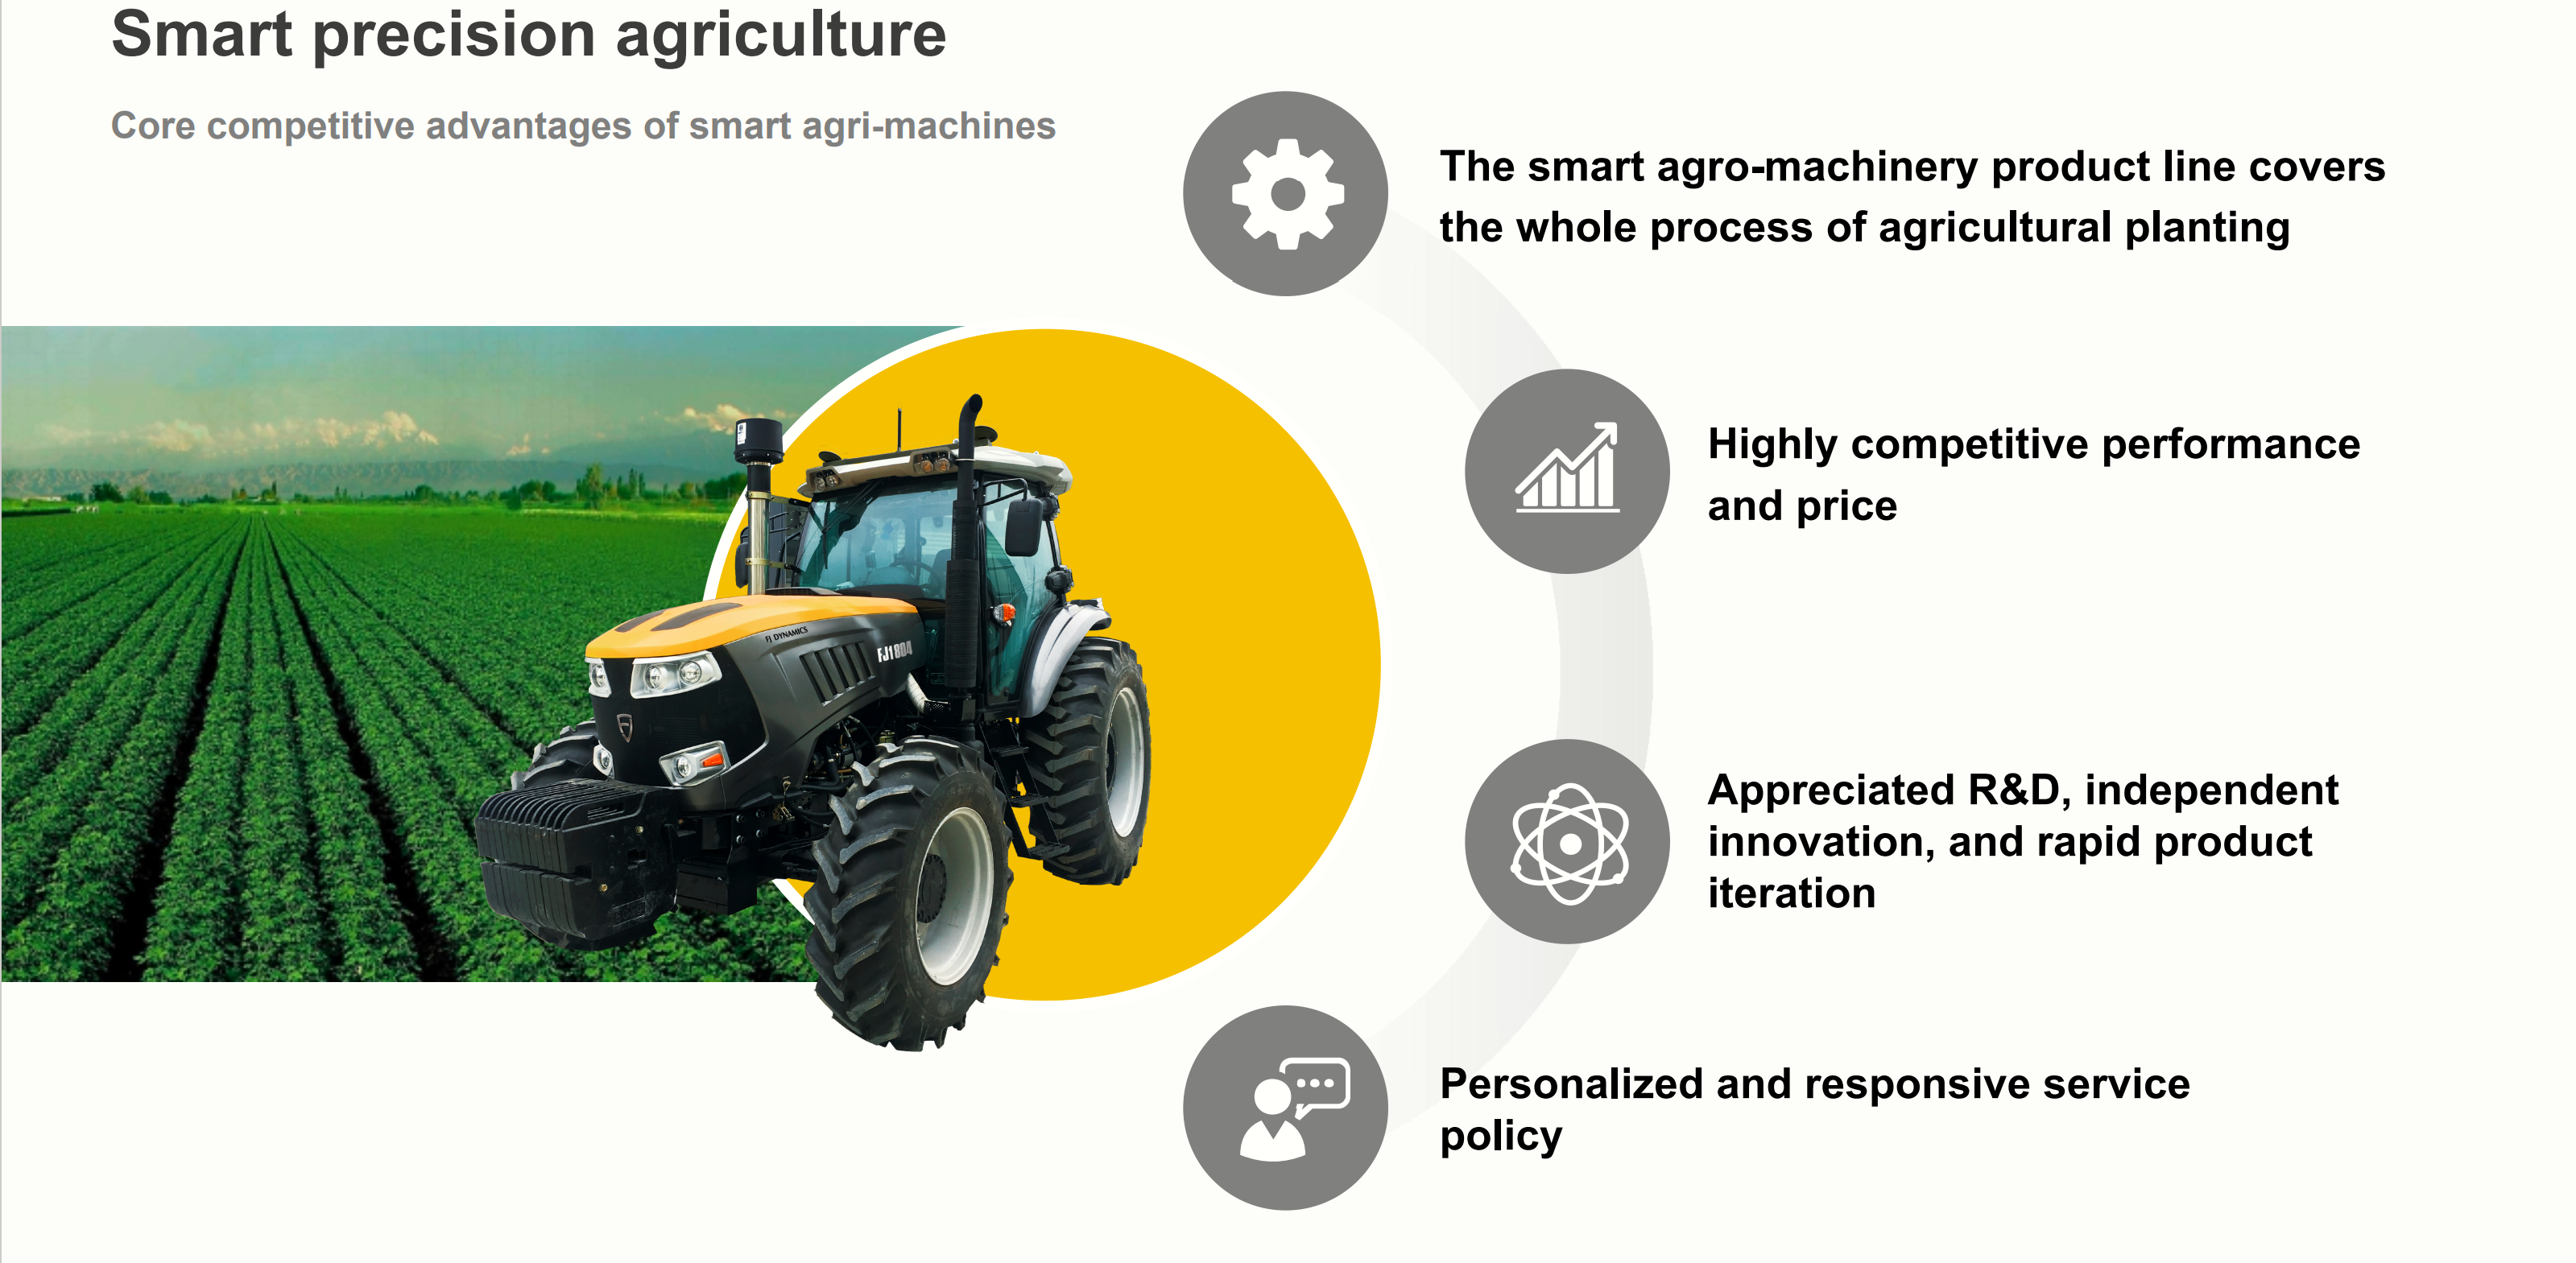 Smart precision agriculture
Core competitive advantages of smart agri-machines
The smart agro-machinery product line covers
the whole process of agricultural planting
Highly competitive performance
and price
FJ DYNAMICS
FJ1804
Appreciated R&D, independent
innovation, and rapid product
iteration
Personalized and responsive service
policy